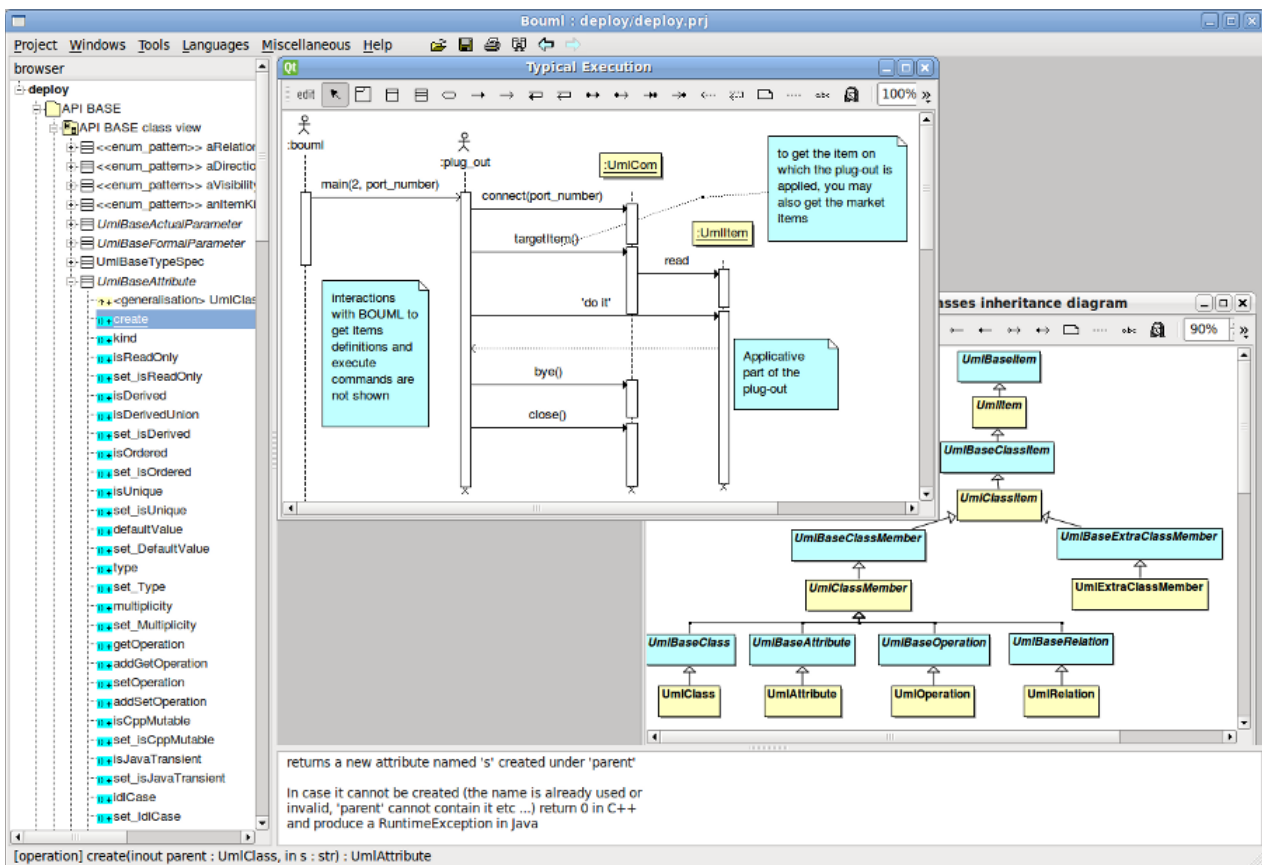 Bouml : deploy/deploy.prj
Project Windows Tools Languages Miscellaneous Help
browser
deploy
API BASE
API BASE class view
<<enum_pattern>> aRelation
<<enum_pattern>> aDirectio
<<enum_pattern>> aVisibility
<<enum_pattern>> anItemKi
UmlBaseActualParameter
UmlBaseFormalParameter
UmlBaseTypeSpec
UmlBaseAttribute
<generalisation> UmlClas
create
kind
isReadOnly
set_isReadOnly
isDerived
isDerivedUnion
set_isDerived
isOrdered
set_isOrdered
isUnique
set_isUnique
defaultValue
set_DefaultValue
type
set_Type
multiplicity
set_Multiplicity
getOperation
addGetOperation
setOperation
addSetOperation
isCppMutable
set_isCppMutable
isJavaTransient
set_isJavaTransient
idlCase
set_IdlCase
Qt
Typical Execution
edit
abc
100%
:bouml
:plug_out
:UmlCom
:UmlItem
main(2, port_number)
connect(port_number)
targetItem()
read
'do it'
bye()
close()
to get the item on
which the plug-out is
applied, you may
also get the market
items
interactions
with BOUML to
get items
definitions and
execute
commands are
not shown
Applicative
part of the
plug-out
asses inheritance diagram
abc
90%
UmlBaseItem
UmlItem
UmlBaseClassItem
UmlClassItem
UmlBaseClassMember
UmlBaseExtraClassMember
UmlClassMember
UmlExtraClassMember
UmlBaseClass
UmlBaseAttribute
UmlBaseOperation
UmlBaseRelation
UmlClass
UmlAttribute
UmlOperation
UmlRelation
returns a new attribute named 's' created under 'parent'
In case it cannot be created (the name is already used or
invalid, 'parent' cannot contain it etc ...) return 0 in C++
and produce a RuntimeException in Java
[operation] create(inout parent : UmlClass, in s : str) : UmlAttribute